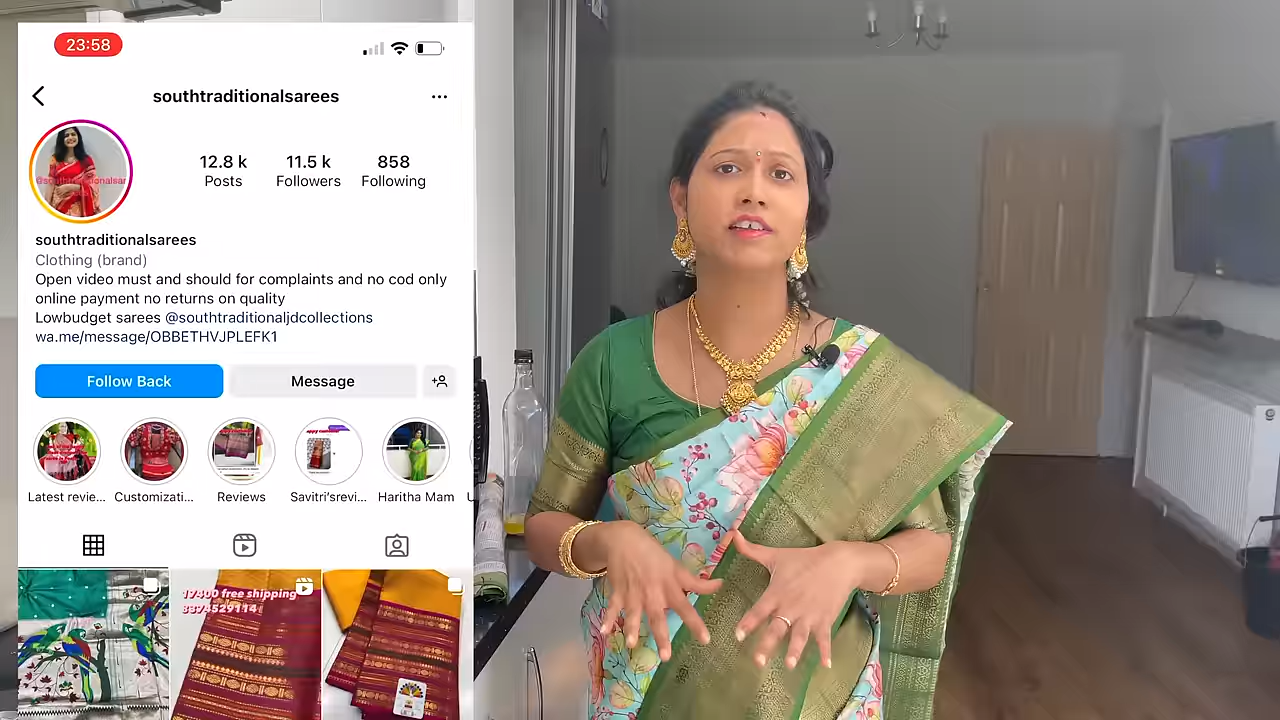 23:58
southtraditionalsarees
12.8 k
11.5 k
858
Posts
Followers
Following
southtraditionalsarees
Clothing (brand)
Open video must and should for complaints and no cod only
online payment no returns on quality
Lowbudget sarees @southtraditionaljdcollections
wa.me/message/OBBETHVJPLEFK1
Follow Back
Message
Latest revie...
Customizati...
Reviews
Savitri'srevi...
Haritha Mam
17400 free shipping
8374529114